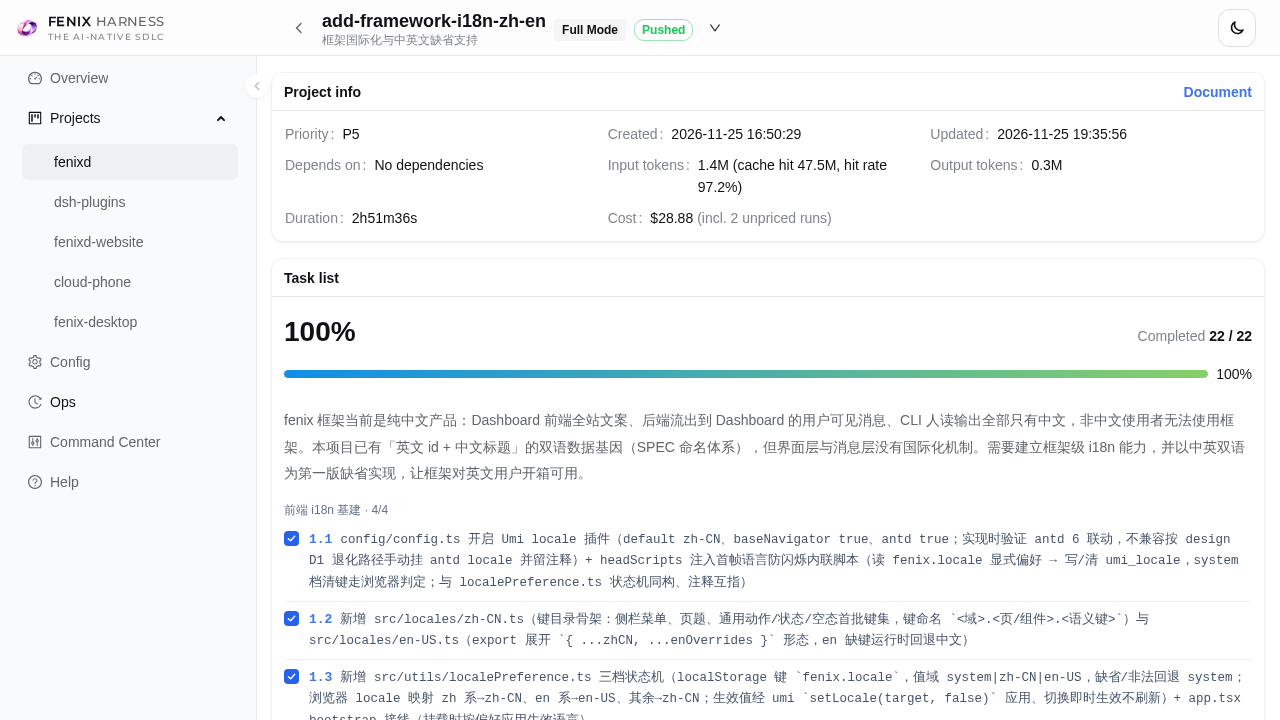 FENIX HARNESS
THE AI-NATIVE SDLC
add-framework-i18n-zh-en
框架国际化与中英文缺省支持
Full Mode
Pushed
Overview
Projects
fenixd
dsh-plugins
fenixd-website
cloud-phone
fenix-desktop
Config
Ops
Command Center
Help
Project info
Document
Priority: P5
Created: 2026-11-25 16:50:29
Updated: 2026-11-25 19:35:56
Depends on: No dependencies
Input tokens: 1.4M (cache hit 47.5M, hit rate
97.2%)
Output tokens: 0.3M
Duration: 2h51m36s
Cost: $28.88 (incl. 2 unpriced runs)
Task list
100%
Completed 22 / 22
100%
fenix 框架当前是纯中文产品：Dashboard 前端全站文案、后端流出到 Dashboard 的用户可见消息、CLI 人读输出全部只有中文，非中文使用者无法使用框
架。本项目已有「英文 id + 中文标题」的双语数据基因（SPEC 命名体系），但界面层与消息层没有国际化机制。需要建立框架级 i18n 能力，并以中英双语
为第一版缺省实现，让框架对英文用户开箱可用。
前端 i18n 基建 · 4/4
1.1 config/config.ts 开启 Umi locale 插件（default zh-CN、baseNavigator true、antd true；实现时验证 antd 6 联动，不兼容按 design
D1 退化路径手动挂 antd locale 并留注释）+ headScripts 注入首帧语言防闪烁内联脚本（读 fenix.locale 显式偏好 → 写/清 umi_locale，system
档清键走浏览器判定；与 localePreference.ts 状态机同构、注释互指）
1.2 新增 src/locales/zh-CN.ts（键目录骨架：侧栏菜单、页题、通用动作/状态/空态首批键集，键命名 `<域>.<页/组件>.<语义键>`）与
src/locales/en-US.ts（export 展开 `{ ...zhCN, ...enOverrides }` 形态，en 缺键运行时回退中文）
1.3 新增 src/utils/localePreference.ts 三档状态机（localStorage 键 `fenix.locale`，值域 system|zh-CN|en-US，缺省/非法回退 system；
浏览器 locale 映射 zh 系→zh-CN、en 系→en-US、其余→zh-CN；生效值经 umi `setLocale(target, false)` 应用、切换即时生效不刷新）+ app.tsx
bootstrap 接线（挂载时按偏好应用生效语言）